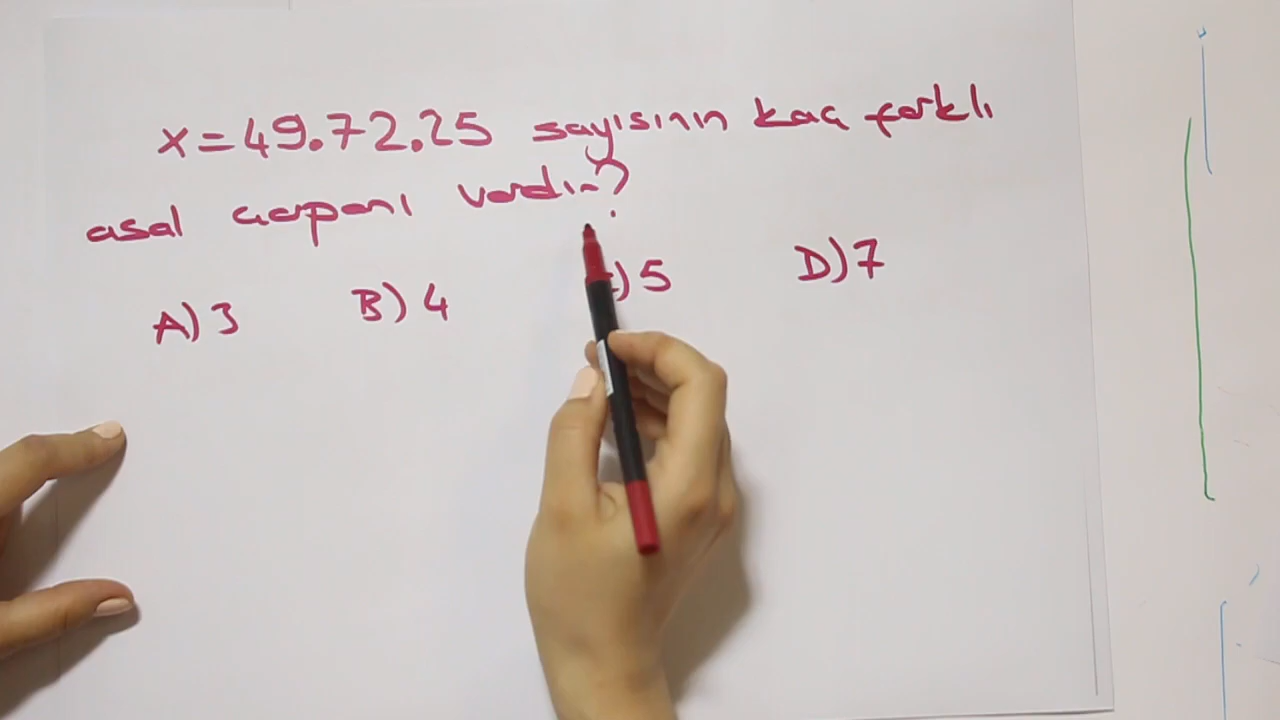 x=49.72.25 sayısının kaç farklı
asal çarpanı vardır?
A)3 B)4 C)5 D)7